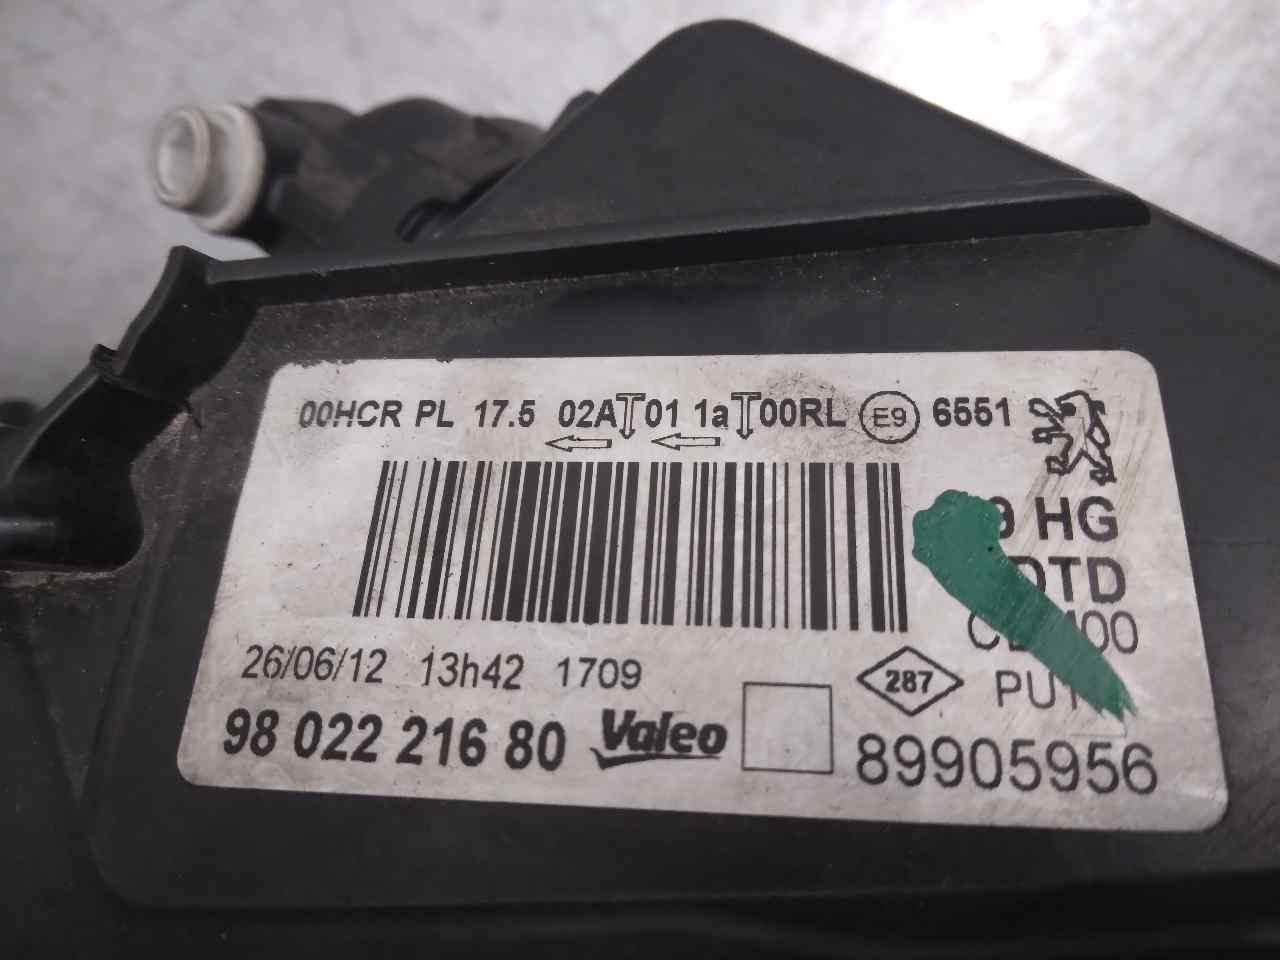 00HCR PL 17.5 02A 01 1a 00RL E9 6551
9 HG
DTD
26/06/12 13h42 1709
287
98 022 216 80 Valeo
89905956